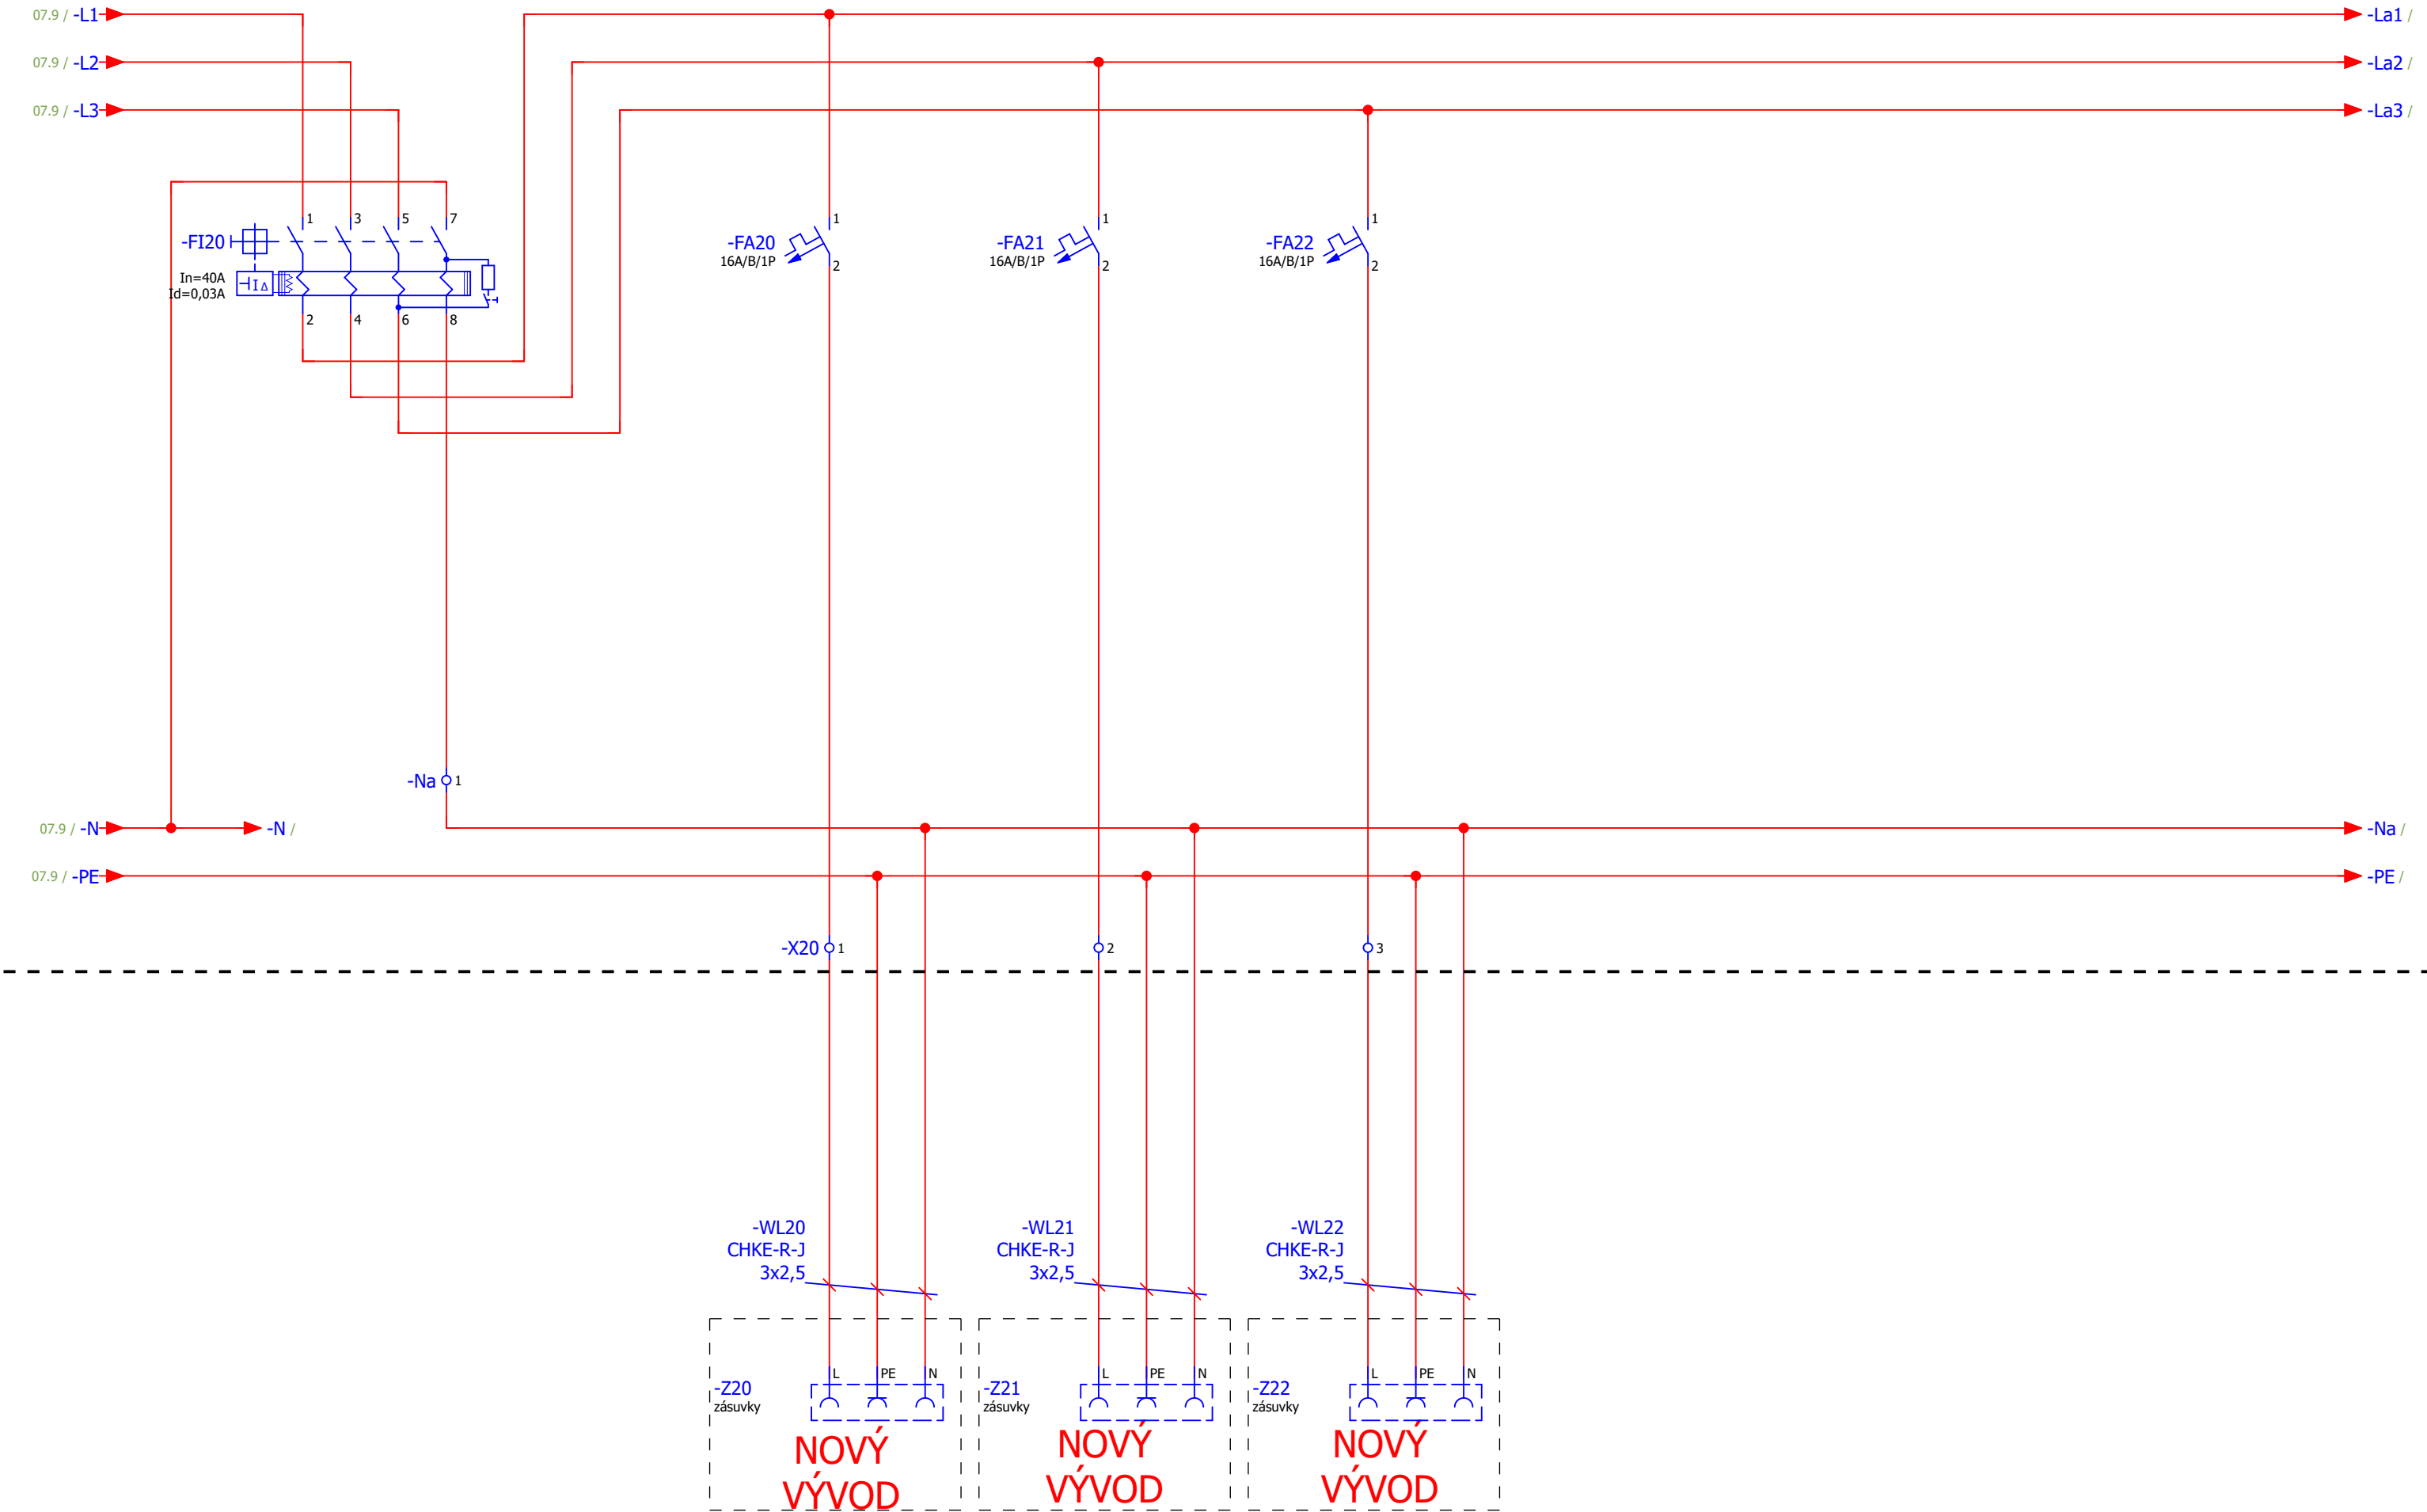 07.9 / -L1
-La1 /
07.9 / -L2
-La2 /
07.9 / -L3
-La3 /
1 3 5 7
-FI20
In=40A
Id=0,03A
I Δ
2 4 6 8
-FA20
16A/B/1P
1
2
-FA21
16A/B/1P
1
2
-FA22
16A/B/1P
1
2
-Na 1
07.9 / -N
-N /
-Na /
07.9 / -PE
-PE /
-X20 1
2
3
-WL20
CHKE-R-J
3x2,5
-WL21
CHKE-R-J
3x2,5
-WL22
CHKE-R-J
3x2,5
L PE N
-Z20
zásuvky
NOVÝ
VÝVOD
L PE N
-Z21
zásuvky
NOVÝ
VÝVOD
L PE N
-Z22
zásuvky
NOVÝ
VÝVOD